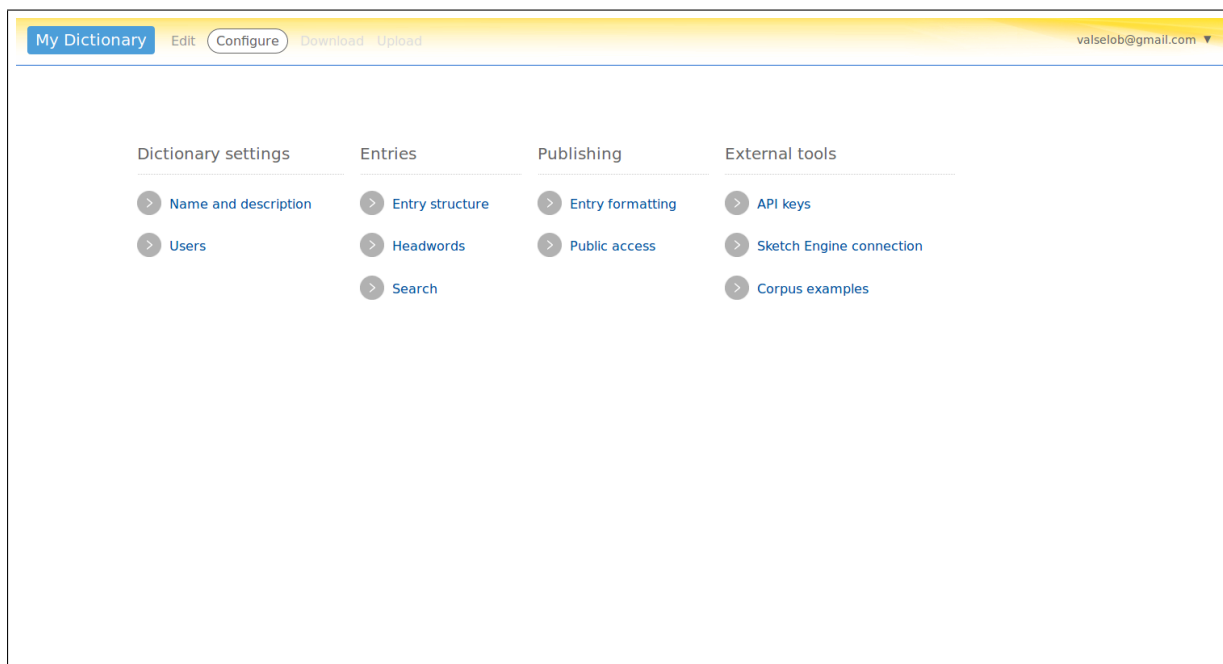 My Dictionary Edit Configure Download Upload valselob@gmail.com ▼
Dictionary settings Entries Publishing External tools
Name and description Entry structure Entry formatting API keys
Users Headwords Public access Sketch Engine connection
Search Corpus examples